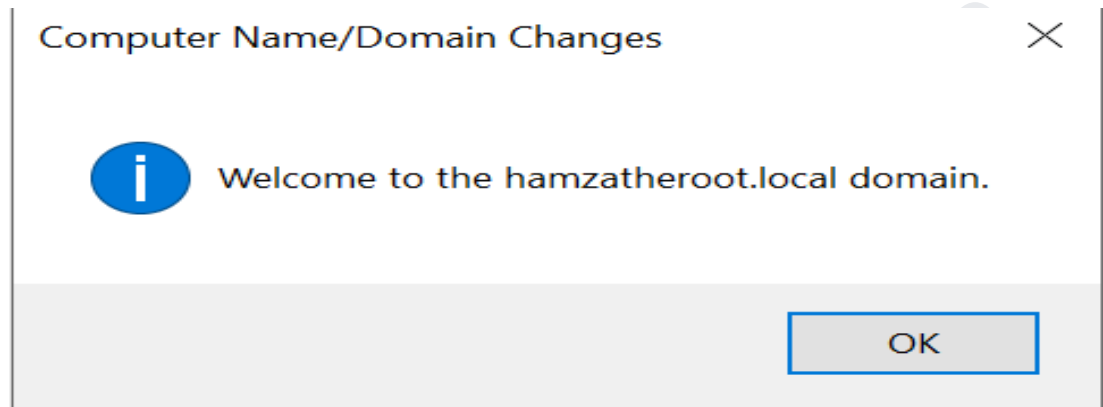 Computer Name/Domain Changes
Welcome to the hamzatheroot.local domain.
OK